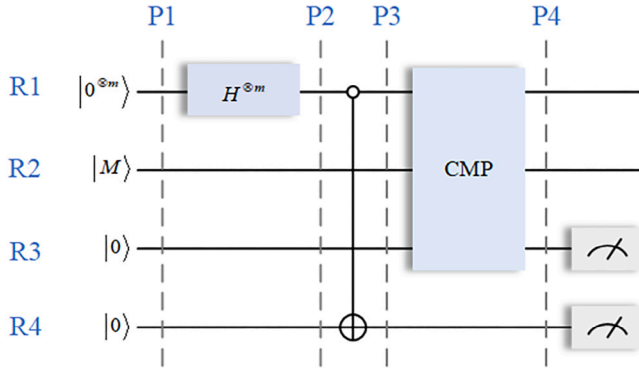 P1 P2 P3 P4
R1 |0^{⊗m}⟩ H^{⊗m}
R2 |M⟩ CMP
R3 |0⟩
R4 |0⟩